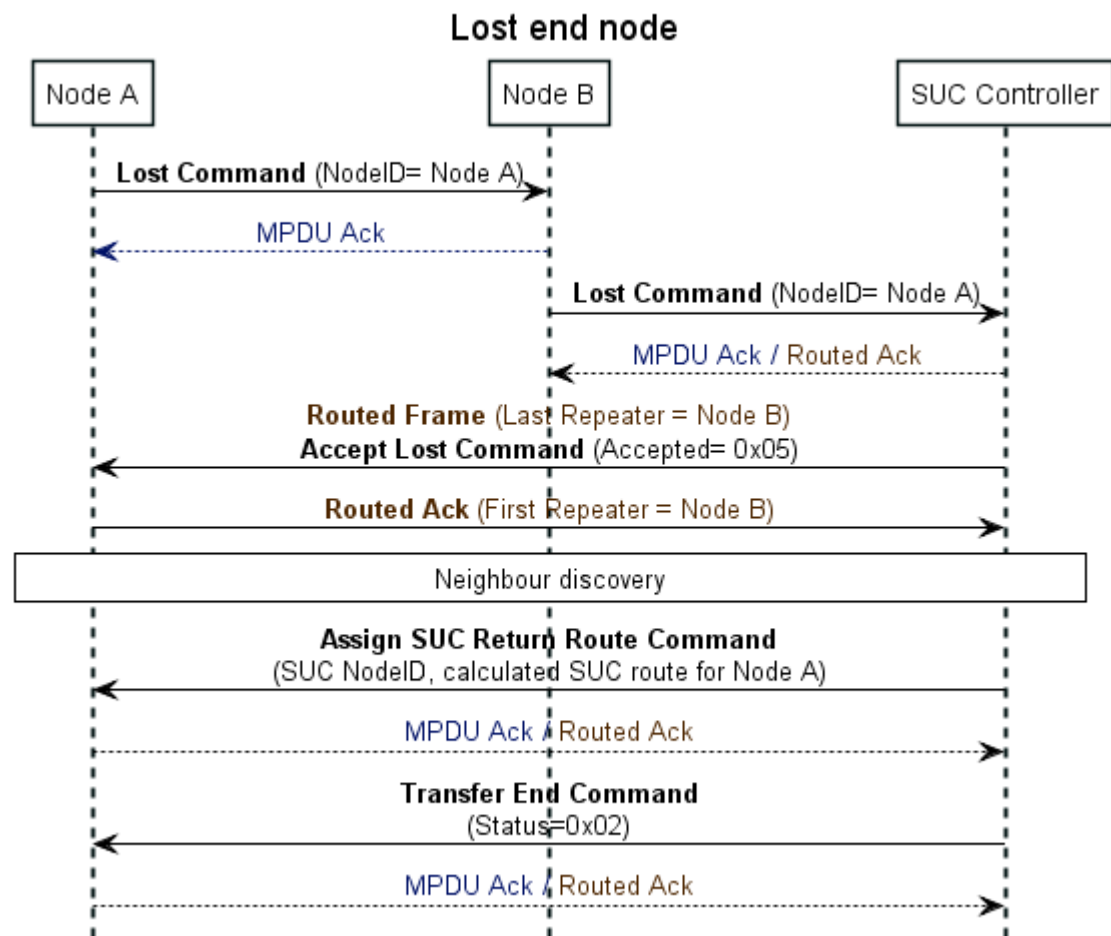 Lost end node
Node A
Node B
SUC Controller
Lost Command (NodeID= Node A)
MPDU Ack
Lost Command (NodeID= Node A)
MPDU Ack / Routed Ack
Routed Frame (Last Repeater = Node B)
Accept Lost Command (Accepted= 0x05)
Routed Ack (First Repeater = Node B)
Neighbour discovery
Assign SUC Return Route Command
(SUC NodeID, calculated SUC route for Node A)
MPDU Ack / Routed Ack
Transfer End Command
(Status=0x02)
MPDU Ack / Routed Ack